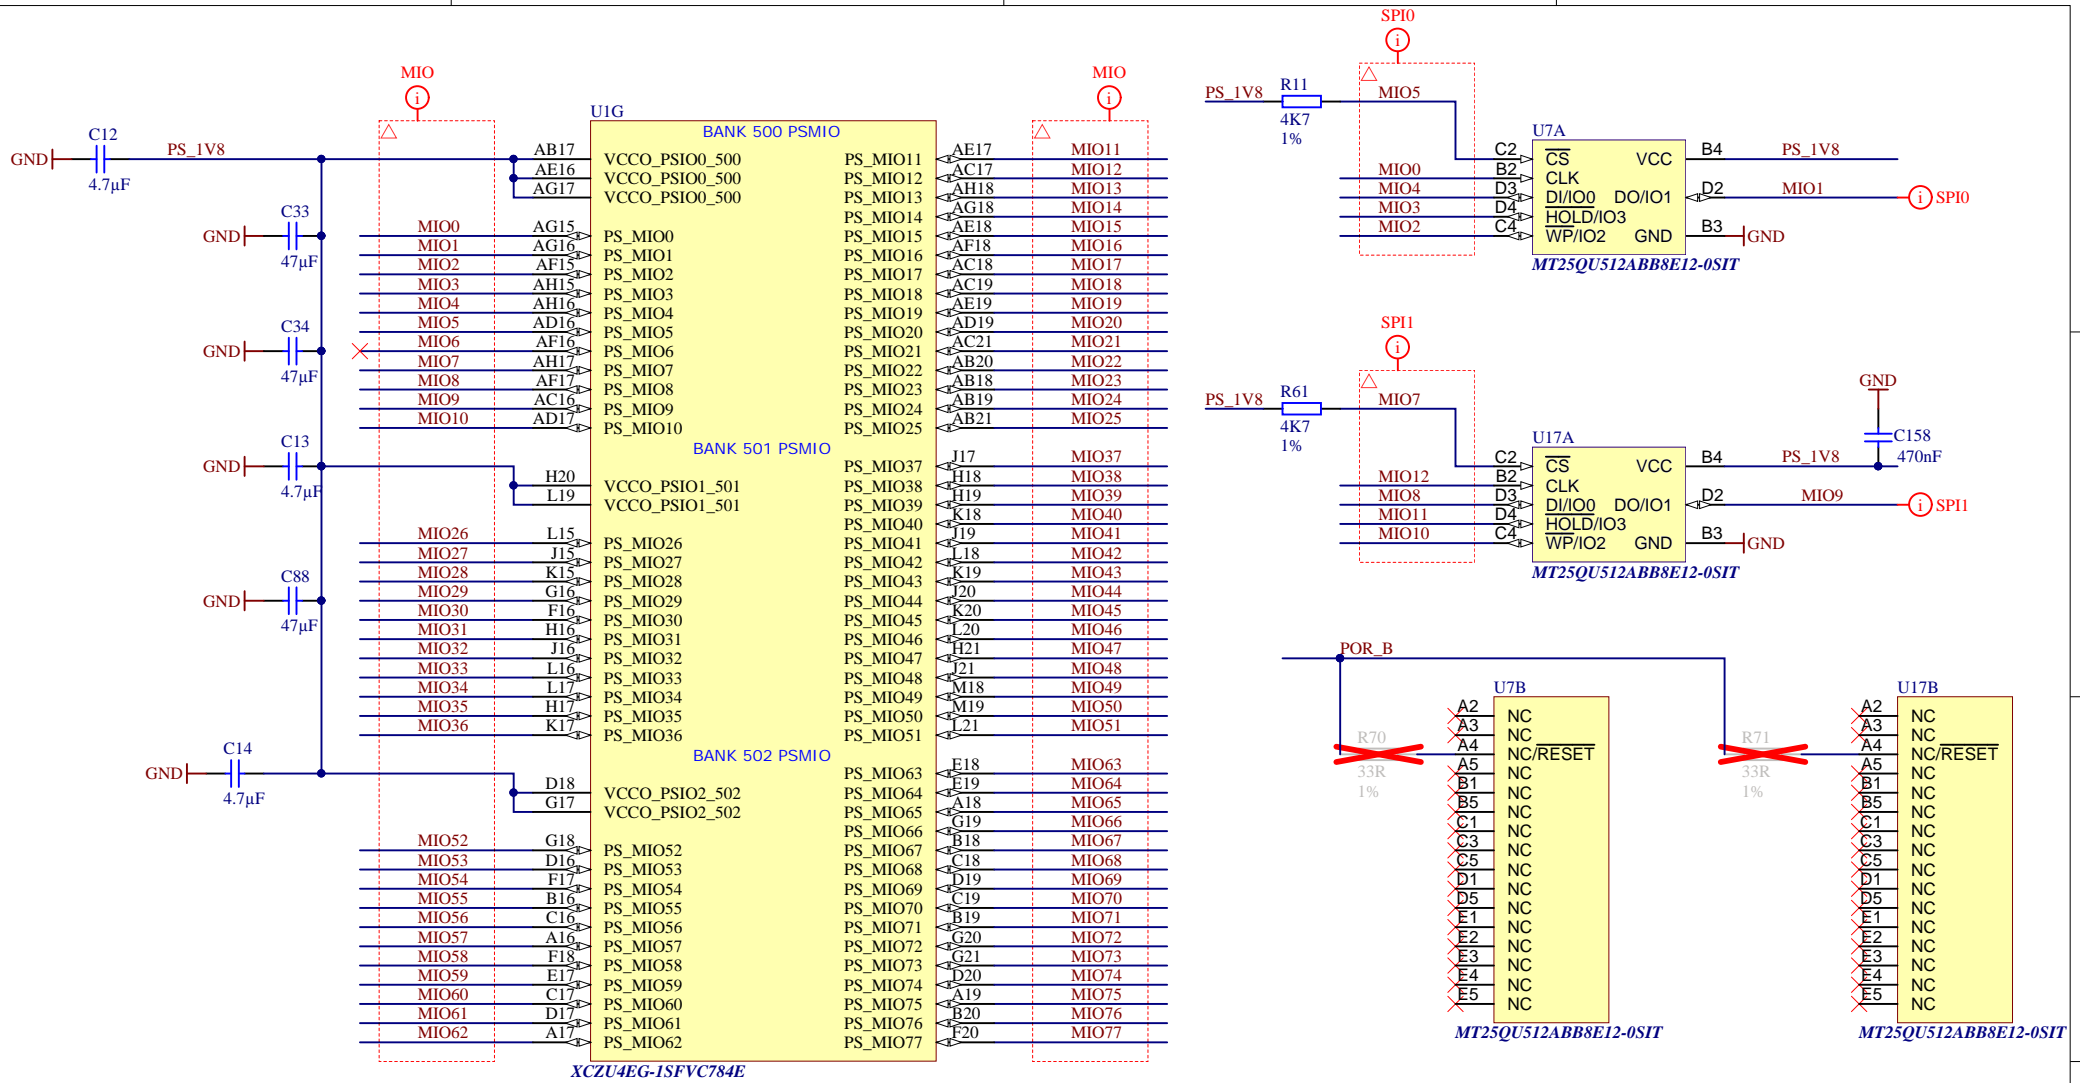 SPI0
MIO
MIO
PS_1V8
R11
4K7
1%
MIO5
U7A
C2
CS
VCC
B4
PS_1V8
MIO0
B2
CLK
MIO4
D3
DI/IO0
DO/IO1
D2
MIO1
SPI0
MIO3
D4
HOLD/IO3
MIO2
C4
WP/IO2
GND
B3
GND
MT25QU512ABB8E12-0SIT
SPI1
PS_1V8
R61
4K7
1%
MIO7
U17A
C2
CS
VCC
B4
PS_1V8
GND
C158
470nF
MIO12
B2
CLK
MIO8
D3
DI/IO0
DO/IO1
D2
MIO9
SPI1
MIO11
D4
HOLD/IO3
MIO10
C4
WP/IO2
GND
B3
GND
MT25QU512ABB8E12-0SIT
GND
C12
4.7µF
PS_1V8
GND
C33
47µF
GND
C34
47µF
GND
C13
4.7µF
GND
C88
47µF
GND
C14
4.7µF
U1G
BANK 500 PSMIO
AB17 VCCO_PSIO0_500
AE16 VCCO_PSIO0_500
AG17 VCCO_PSIO0_500
MIO0 AG15 PS_MIO0
MIO1 AG16 PS_MIO1
MIO2 AF15 PS_MIO2
MIO3 AH15 PS_MIO3
MIO4 AH16 PS_MIO4
MIO5 AD16 PS_MIO5
MIO6 AF16 PS_MIO6
MIO7 AH17 PS_MIO7
MIO8 AF17 PS_MIO8
MIO9 AC16 PS_MIO9
MIO10 AD17 PS_MIO10
PS_MIO11 AE17 MIO11
PS_MIO12 AC17 MIO12
PS_MIO13 AH18 MIO13
PS_MIO14 AG18 MIO14
PS_MIO15 AE18 MIO15
PS_MIO16 AF18 MIO16
PS_MIO17 AC18 MIO17
PS_MIO18 AC19 MIO18
PS_MIO19 AE19 MIO19
PS_MIO20 AD19 MIO20
PS_MIO21 AC21 MIO21
PS_MIO22 AB20 MIO22
PS_MIO23 AB18 MIO23
PS_MIO24 AB19 MIO24
PS_MIO25 AB21 MIO25
BANK 501 PSMIO
H20 VCCO_PSIO1_501
L19 VCCO_PSIO1_501
MIO26 L15 PS_MIO26
MIO27 J15 PS_MIO27
MIO28 K15 PS_MIO28
MIO29 G16 PS_MIO29
MIO30 F16 PS_MIO30
MIO31 H16 PS_MIO31
MIO32 J16 PS_MIO32
MIO33 L16 PS_MIO33
MIO34 L17 PS_MIO34
MIO35 H17 PS_MIO35
MIO36 K17 PS_MIO36
PS_MIO37 J17 MIO37
PS_MIO38 H18 MIO38
PS_MIO39 H19 MIO39
PS_MIO40 K18 MIO40
PS_MIO41 J19 MIO41
PS_MIO42 L18 MIO42
PS_MIO43 K19 MIO43
PS_MIO44 J20 MIO44
PS_MIO45 K20 MIO45
PS_MIO46 L20 MIO46
PS_MIO47 H21 MIO47
PS_MIO48 J21 MIO48
PS_MIO49 M18 MIO49
PS_MIO50 M19 MIO50
PS_MIO51 L21 MIO51
BANK 502 PSMIO
D18 VCCO_PSIO2_502
G17 VCCO_PSIO2_502
MIO52 G18 PS_MIO52
MIO53 D16 PS_MIO53
MIO54 F17 PS_MIO54
MIO55 B16 PS_MIO55
MIO56 C16 PS_MIO56
MIO57 A16 PS_MIO57
MIO58 F18 PS_MIO58
MIO59 E17 PS_MIO59
MIO60 C17 PS_MIO60
MIO61 D17 PS_MIO61
MIO62 A17 PS_MIO62
PS_MIO63 E18 MIO63
PS_MIO64 E19 MIO64
PS_MIO65 A18 MIO65
PS_MIO66 G19 MIO66
PS_MIO67 B18 MIO67
PS_MIO68 C18 MIO68
PS_MIO69 D19 MIO69
PS_MIO70 C19 MIO70
PS_MIO71 B19 MIO71
PS_MIO72 G20 MIO72
PS_MIO73 G21 MIO73
PS_MIO74 D20 MIO74
PS_MIO75 A19 MIO75
PS_MIO76 B20 MIO76
PS_MIO77 F20 MIO77
XCZU4EG-1SFVC784E
POR_B
R70
33R
1%
U7B
A2 NC
A3 NC
A4 NC/RESET
A5 NC
B1 NC
B5 NC
C1 NC
C3 NC
C5 NC
D1 NC
D5 NC
E1 NC
E2 NC
E3 NC
E4 NC
E5 NC
MT25QU512ABB8E12-0SIT
R71
33R
1%
U17B
A2 NC
A3 NC
A4 NC/RESET
A5 NC
B1 NC
B5 NC
C1 NC
C3 NC
C5 NC
D1 NC
D5 NC
E1 NC
E2 NC
E3 NC
E4 NC
E5 NC
MT25QU512ABB8E12-0SIT